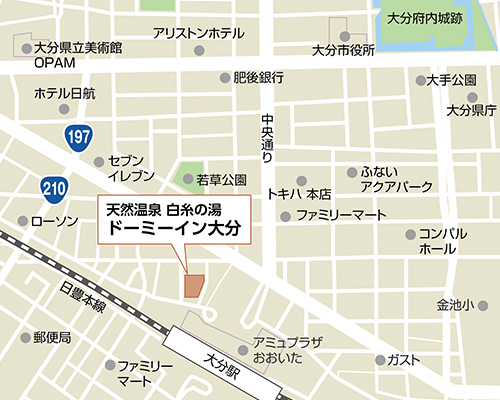 大分府内城跡
アリストンホテル
大分県立美術館
OPAM
大分市役所
肥後銀行
大手公園
ホテル日航
大分県庁
197
中央通り
セブン
イレブン
若草公園
ふない
アクアパーク
210
トキハ 本店
天然温泉 白糸の湯
ドーミーイン大分
ファミリーマート
ローソン
コンパル
ホール
日豊本線
金池小
郵便局
アミュプラザ
おおいた
大分駅
ファミリー
マート
ガスト